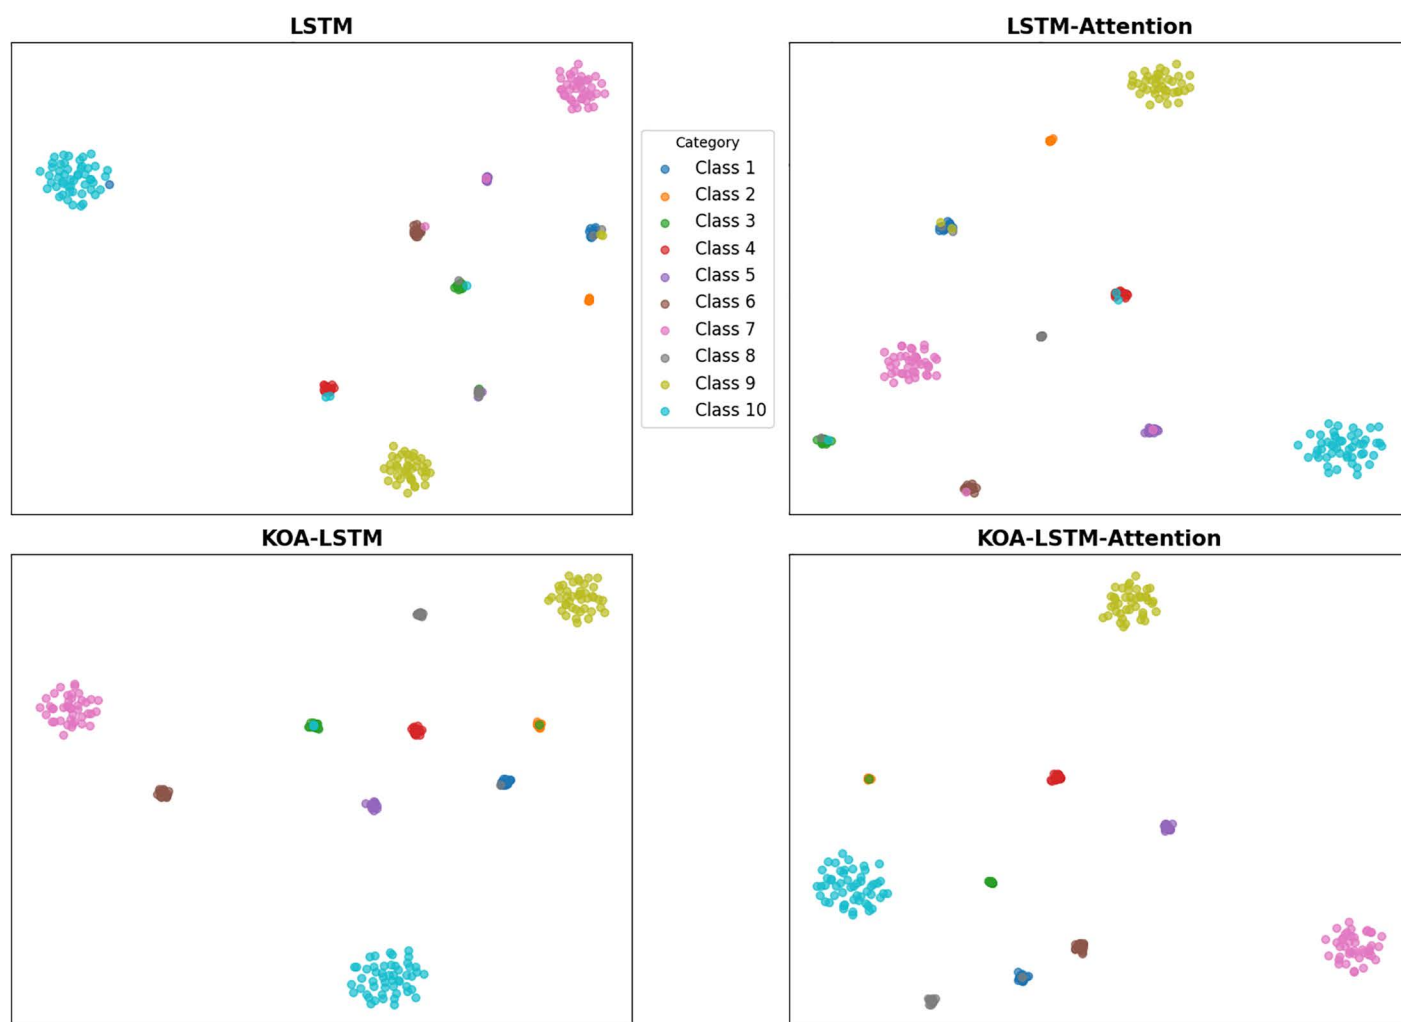 LSTM
LSTM-Attention
Category
Class 1
Class 2
Class 3
Class 4
Class 5
Class 6
Class 7
Class 8
Class 9
Class 10
KOA-LSTM
KOA-LSTM-Attention